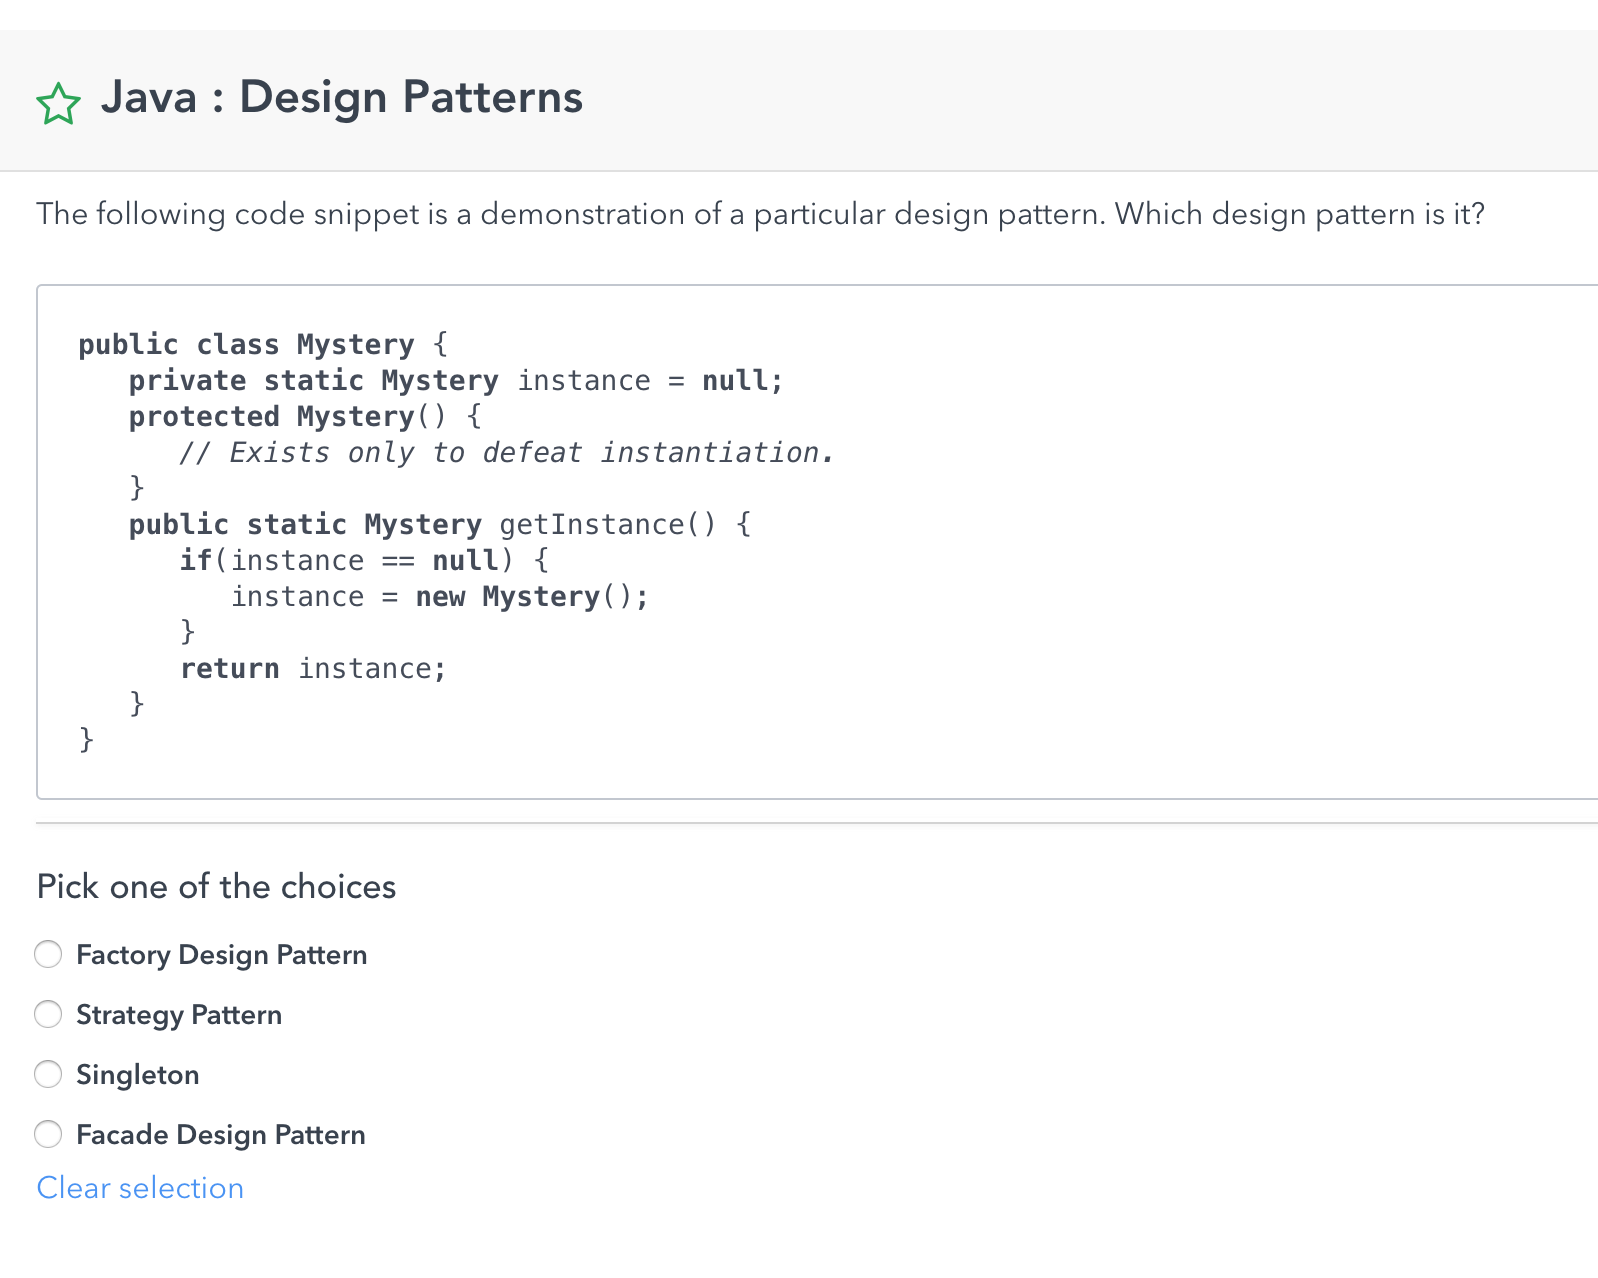 Java : Design Patterns
The following code snippet is a demonstration of a particular design pattern. Which design pattern is it?
public class Mystery {
   private static Mystery instance = null;
   protected Mystery() {
      // Exists only to defeat instantiation.
   }
   public static Mystery getInstance() {
      if(instance == null) {
         instance = new Mystery();
      }
      return instance;
   }
}
Pick one of the choices
Factory Design Pattern
Strategy Pattern
Singleton
Facade Design Pattern
Clear selection